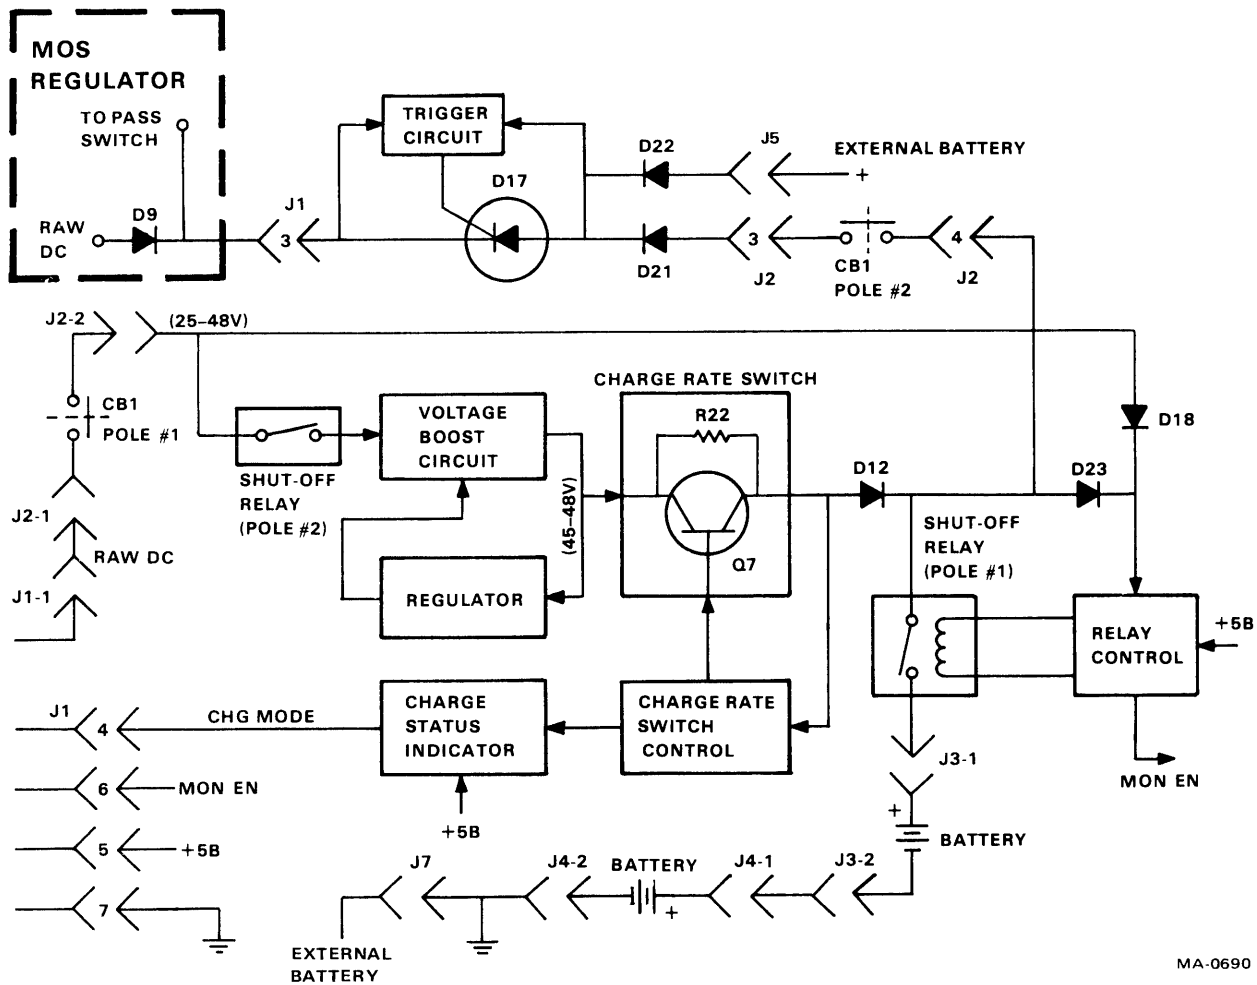 MOS
REGULATOR
TO PASS
SWITCH
RAW
DC
D9
J1
3
TRIGGER
CIRCUIT
D17
D22
J5
EXTERNAL BATTERY
+
D21
3
J2
CB1
POLE #2
4
J2
J2-2
(25-48V)
CB1
POLE #1
J2-1
RAW DC
J1-1
SHUT-OFF
RELAY
(POLE #2)
VOLTAGE
BOOST
CIRCUIT
REGULATOR
(45-48V)
CHARGE RATE SWITCH
R22
Q7
D12
D23
D18
SHUT-OFF
RELAY
(POLE #1)
RELAY
CONTROL
+5B
MON EN
J1
4
CHG MODE
CHARGE
STATUS
INDICATOR
+5B
CHARGE RATE
SWITCH
CONTROL
6
MON EN
5
+5B
7
J3-1
+
BATTERY
J7
J4-2
BATTERY
+
J4-1
J3-2
EXTERNAL
BATTERY
MA-0690